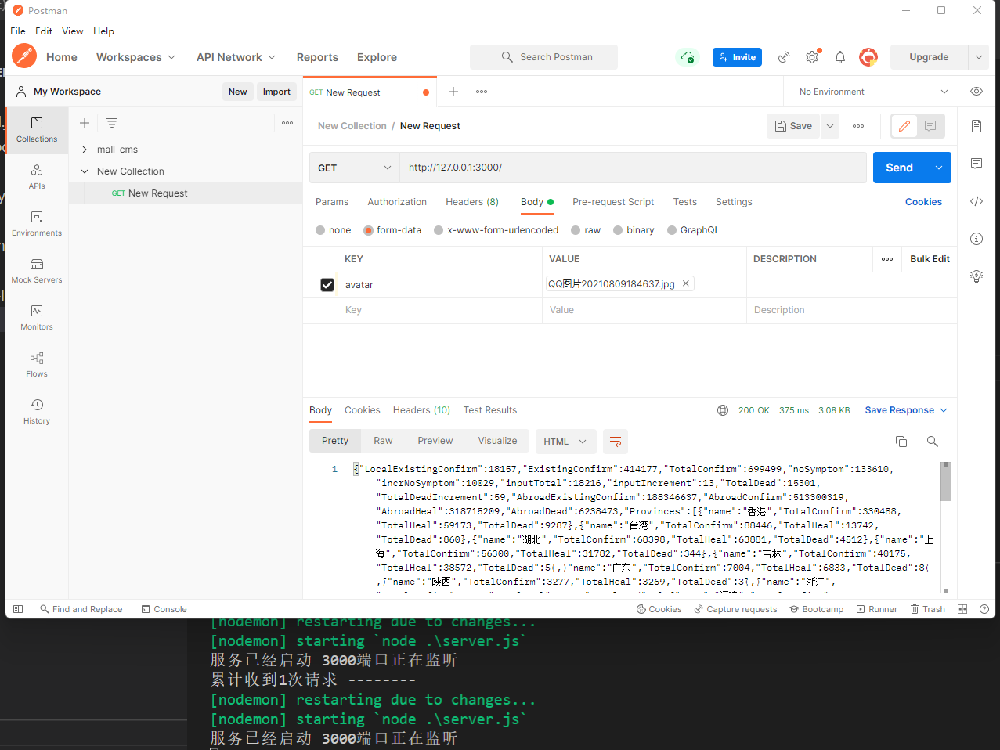 Postman
File Edit View Help
Home Workspaces API Network Reports Explore Search Postman Invite Upgrade
My Workspace New Import GET New Request No Environment
New Collection / New Request Save
Collections
mall_cms
New Collection
GET New Request
APIs
Environments
Mock Servers
Monitors
Flows
History
GET http://127.0.0.1:3000/ Send
Params Authorization Headers (8) Body Pre-request Script Tests Settings Cookies
none form-data x-www-form-urlencoded raw binary GraphQL
KEY VALUE DESCRIPTION Bulk Edit
avatar QQ图片20210809184637.jpg
Key Value Description
Body Cookies Headers (10) Test Results 200 OK 375 ms 3.08 KB Save Response
Pretty Raw Preview Visualize HTML
1 {"LocalExistingConfirm":18157,"ExistingConfirm":414177,"TotalConfirm":699499,"noSymptom":133610,
"incrNoSymptom":10029,"inputTotal":18216,"inputIncrement":13,"TotalDead":15301,
"TotalDeadIncrement":59,"AbroadExistingConfirm":188346637,"AbroadConfirm":513300319,
"AbroadHeal":318715209,"AbroadDead":6238473,"Provinces":[{"name":"香港","TotalConfirm":330488,
"TotalHeal":59173,"TotalDead":9287},{"name":"台湾","TotalConfirm":88446,"TotalHeal":13742,
"TotalDead":860},{"name":"湖北","TotalConfirm":68398,"TotalHeal":63881,"TotalDead":4512},{"name":"上
海","TotalConfirm":56300,"TotalHeal":31782,"TotalDead":344},{"name":"吉林","TotalConfirm":40175,
"TotalHeal":38572,"TotalDead":5},{"name":"广东","TotalConfirm":7004,"TotalHeal":6833,"TotalDead":8}
,{"name":"陕西","TotalConfirm":3277,"TotalHeal":3269,"TotalDead":3},{"name":"浙江",
Find and Replace Console Cookies Capture requests Bootcamp Runner Trash
[nodemon] restarting due to changes...
[nodemon] starting `node .\server.js`
服务已经启动 3000端口正在监听
累计收到1次请求 --------
[nodemon] restarting due to changes...
[nodemon] starting `node .\server.js`
服务已经启动 3000端口正在监听